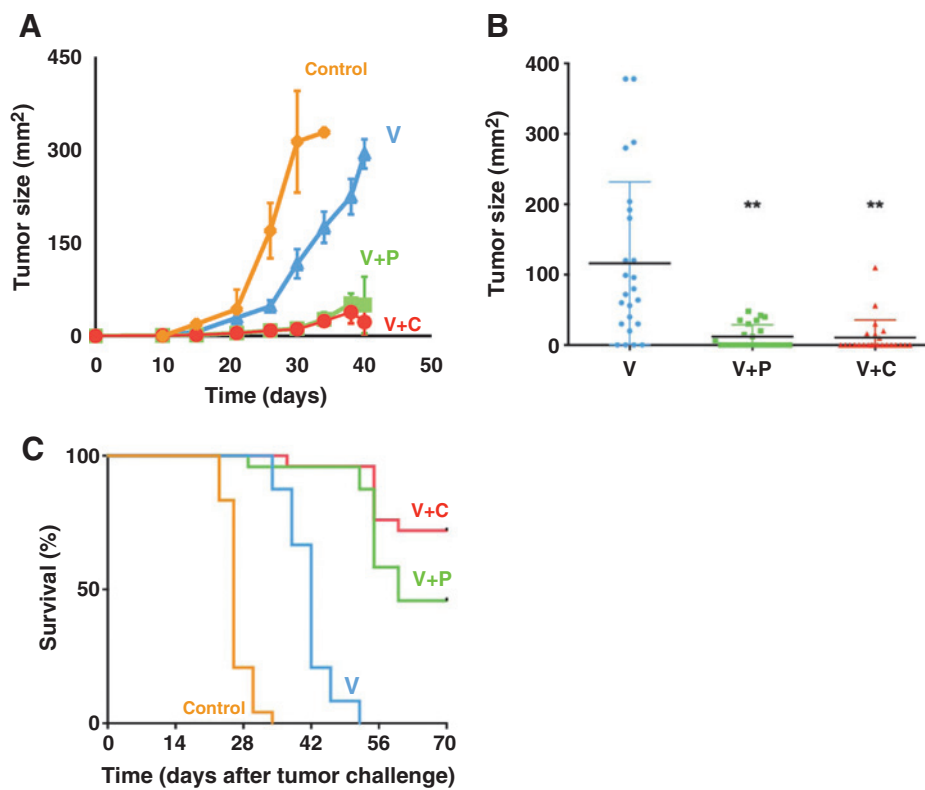 A
Tumor size (mm²)
450
300
150
0
0
10
20
30
40
50
Time (days)
Control
V
V+P
V+C
B
Tumor size (mm²)
400
300
200
100
0
**
**
V
V+P
V+C
C
Survival (%)
100
50
0
0
14
28
42
56
70
Time (days after tumor challenge)
V+C
V+P
V
Control